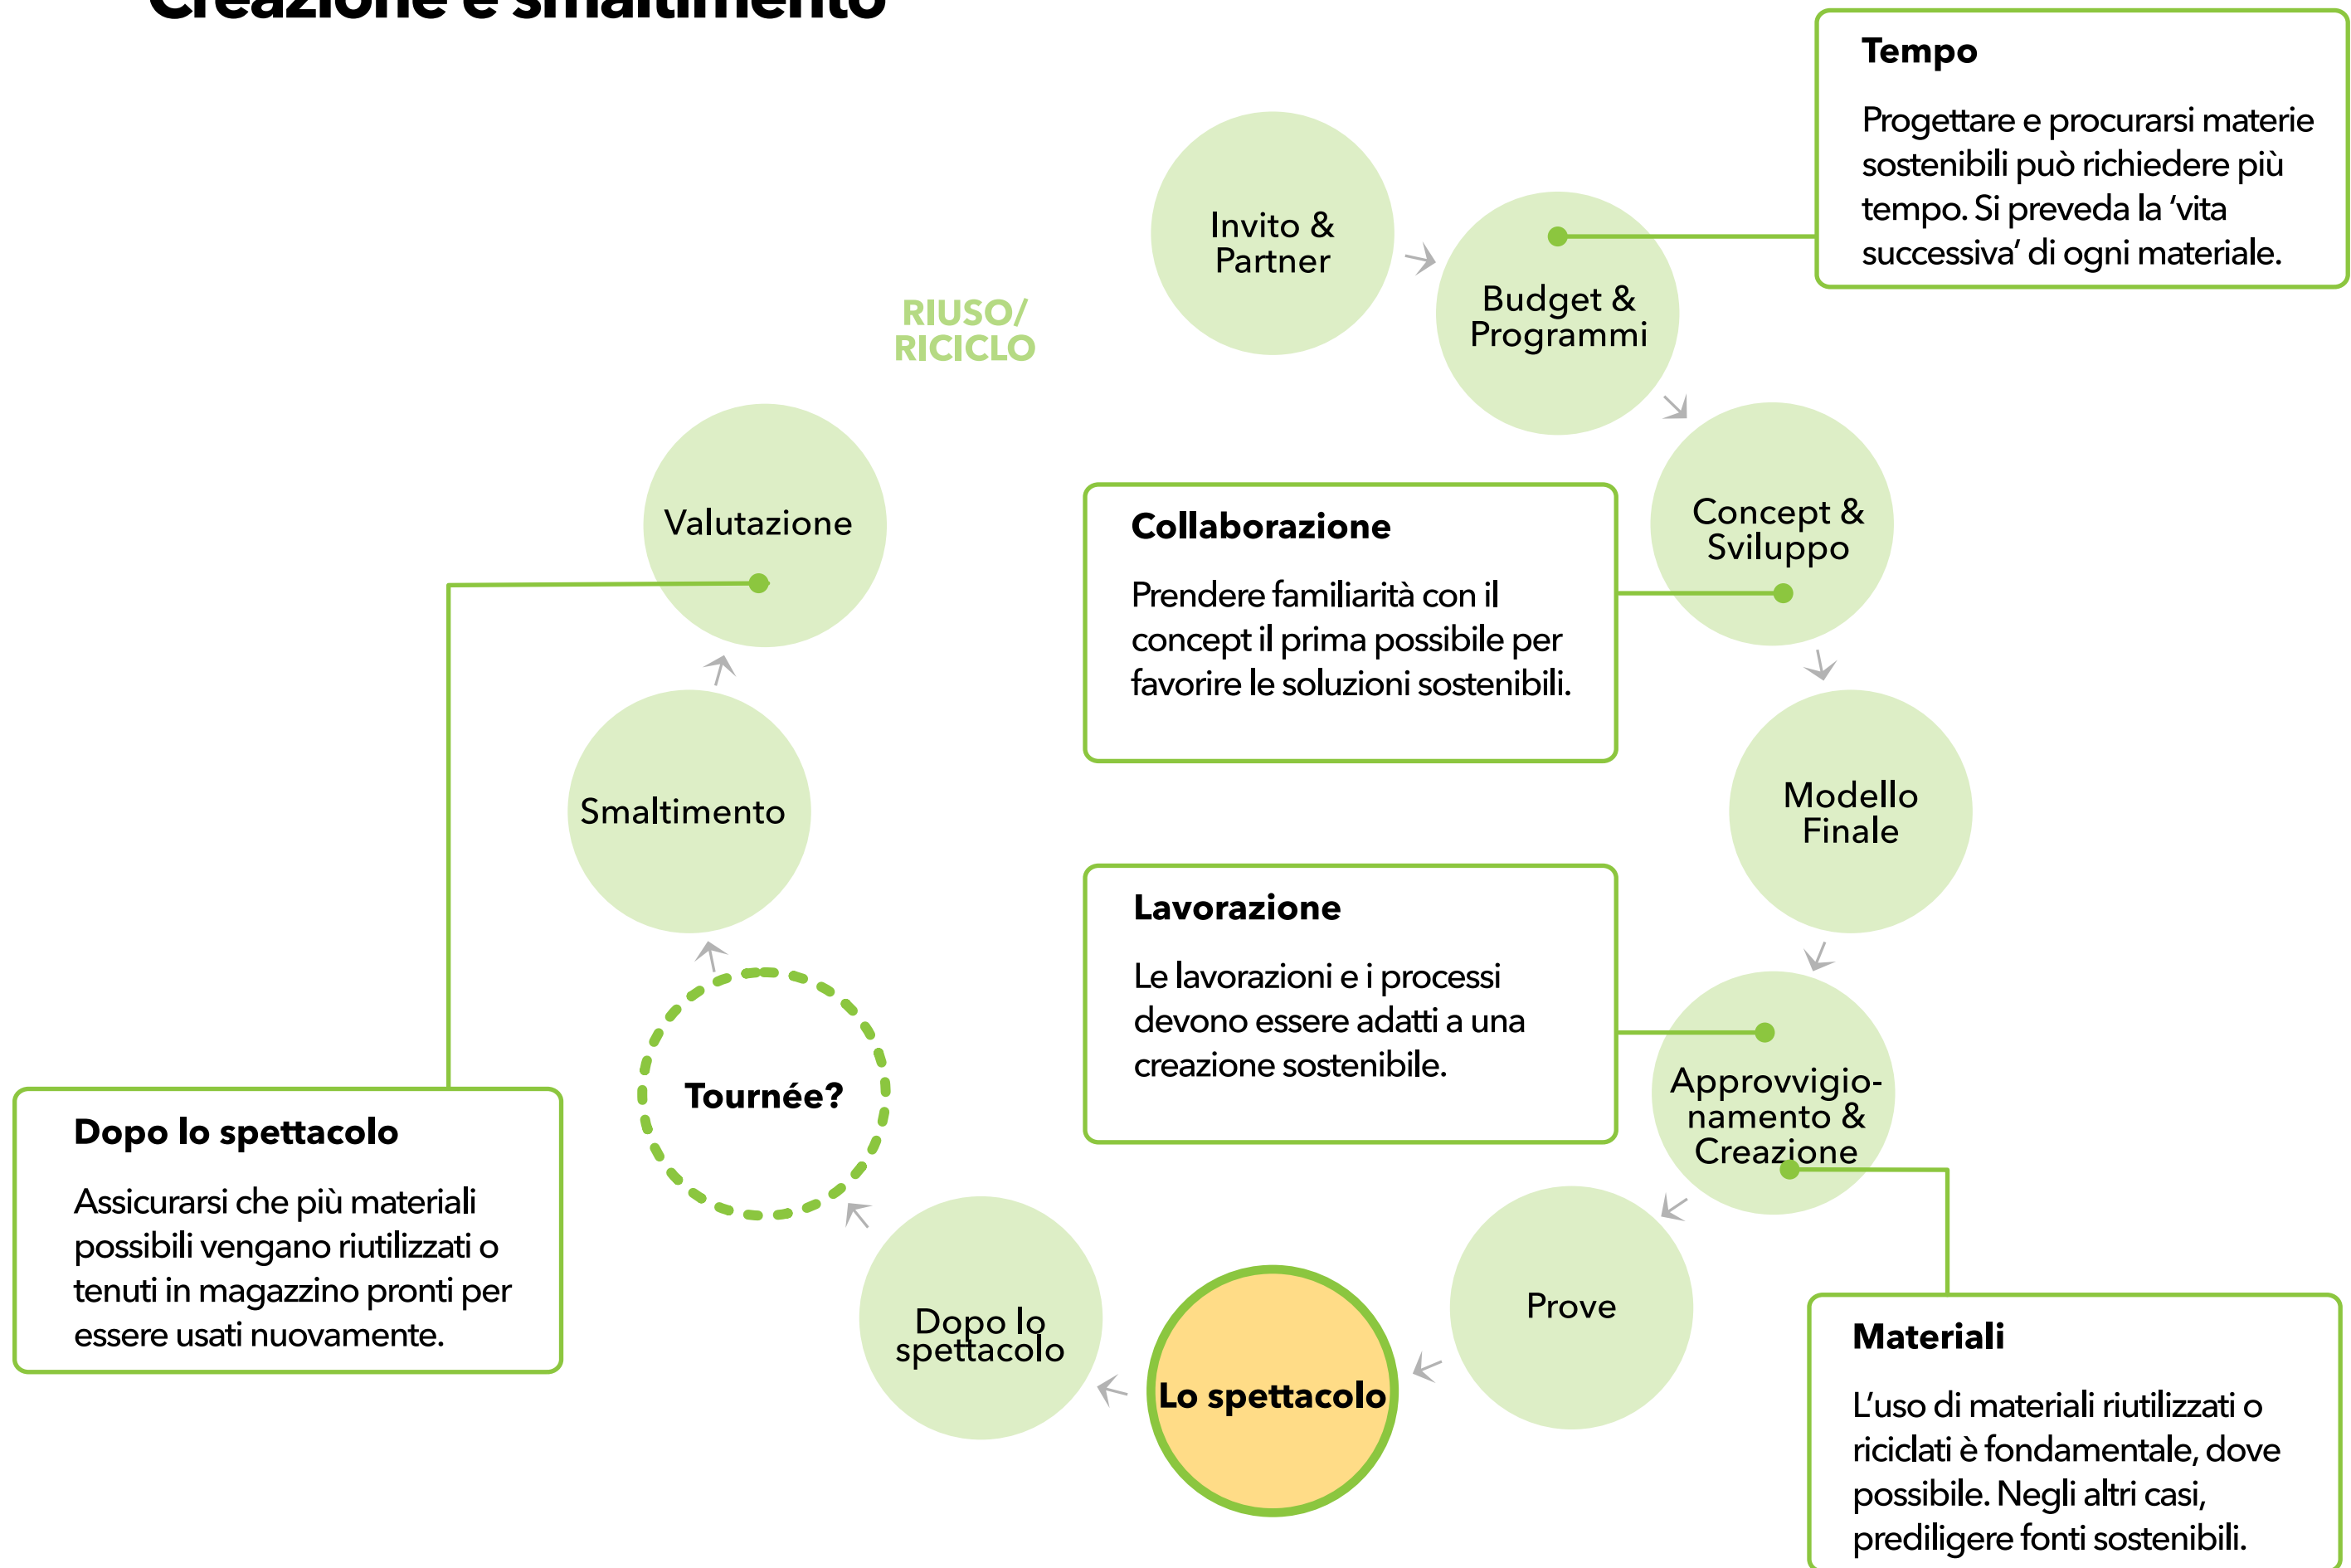 Creazione e smaltimento
Tempo
Progettare e procurarsi materie
sostenibili può richiedere più
tempo. Si preveda la ‘vita
successiva’ di ogni materiale.
Invito &
Partner
Budget &
Programmi
RIUSO/
RICICLO
Concept &
Sviluppo
Valutazione
Collaborazione
Prendere familiarità con il
concept il prima possibile per
favorire le soluzioni sostenibili.
Modello
Finale
Smaltimento
Lavorazione
Le lavorazioni e i processi
devono essere adatti a una
creazione sostenibile.
Approvvigio-
namento &
Creazione
Tournée?
Dopo lo spettacolo
Assicurarsi che più materiali
possibili vengano riutilizzati o
tenuti in magazzino pronti per
essere usati nuovamente.
Prove
Dopo lo
spettacolo
Lo spettacolo
Materiali
L’uso di materiali riutilizzati o
riciclati è fondamentale, dove
possibile. Negli altri casi,
prediligere fonti sostenibili.